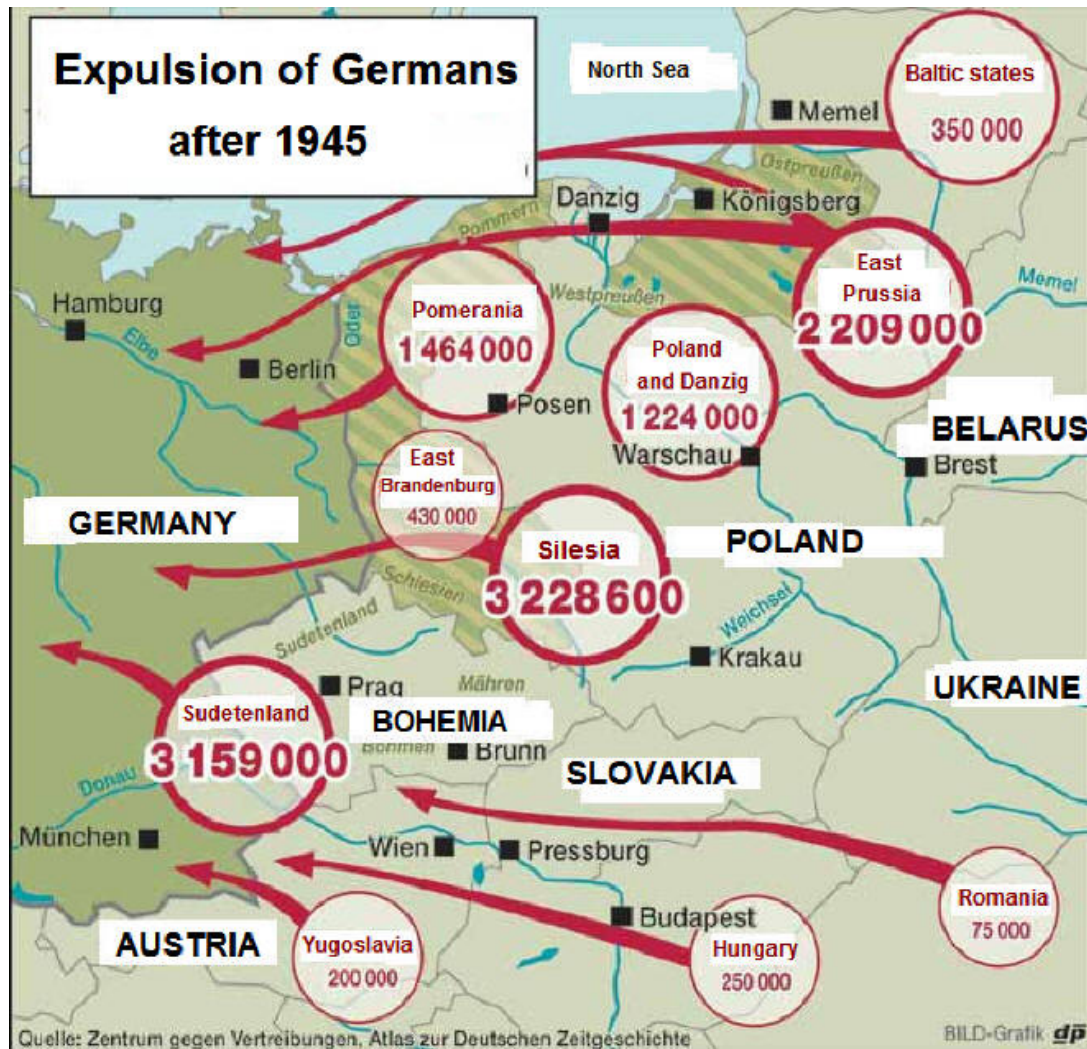 Expulsion of Germans
after 1945
North Sea
Baltic states
350 000
Memel
Ostpreußen
Danzig
Königsberg
Pommern
East
Prussia
2 209 000
Memel
Westpreußen
Hamburg
Elbe
Oder
Pomerania
1 464 000
Berlin
Posen
Poland
and Danzig
1 224 000
Warschau
BELARUS
Brest
East
Brandenburg
430 000
GERMANY
Silesia
3 228 600
POLAND
Schlesien
Sudetenland
Weichsel
Krakau
UKRAINE
Prag
Mähren
Sudetenland
3 159 000
BOHEMIA
Böhmen
Brunn
SLOVAKIA
Donau
München
Wien
Pressburg
Budapest
Romania
75 000
AUSTRIA
Yugoslavia
200 000
Hungary
250 000
Quelle: Zentrum gegen Vertreibungen, Atlas zur Deutschen Zeitgeschichte
BILD-Grafik dp